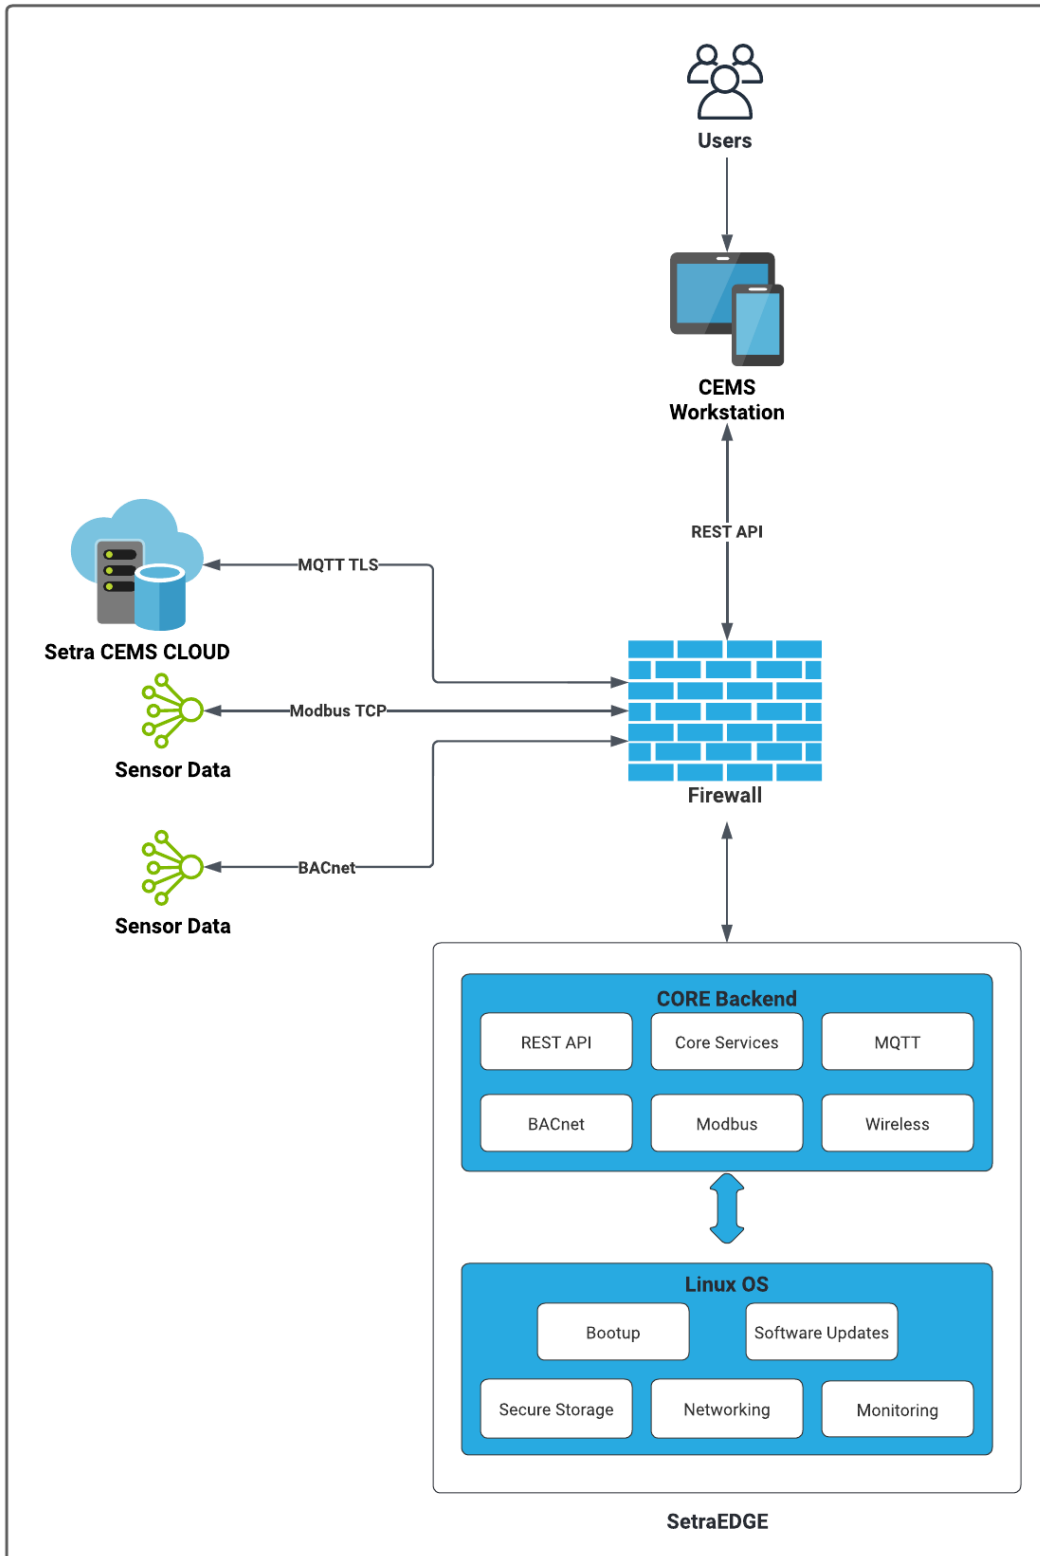 Users
CEMS
Workstation
REST API
MQTT TLS
Setra CEMS CLOUD
Modbus TCP
Sensor Data
Firewall
BACnet
Sensor Data
CORE Backend
REST API
Core Services
MQTT
BACnet
Modbus
Wireless
Linux OS
Bootup
Software Updates
Secure Storage
Networking
Monitoring
SetraEDGE